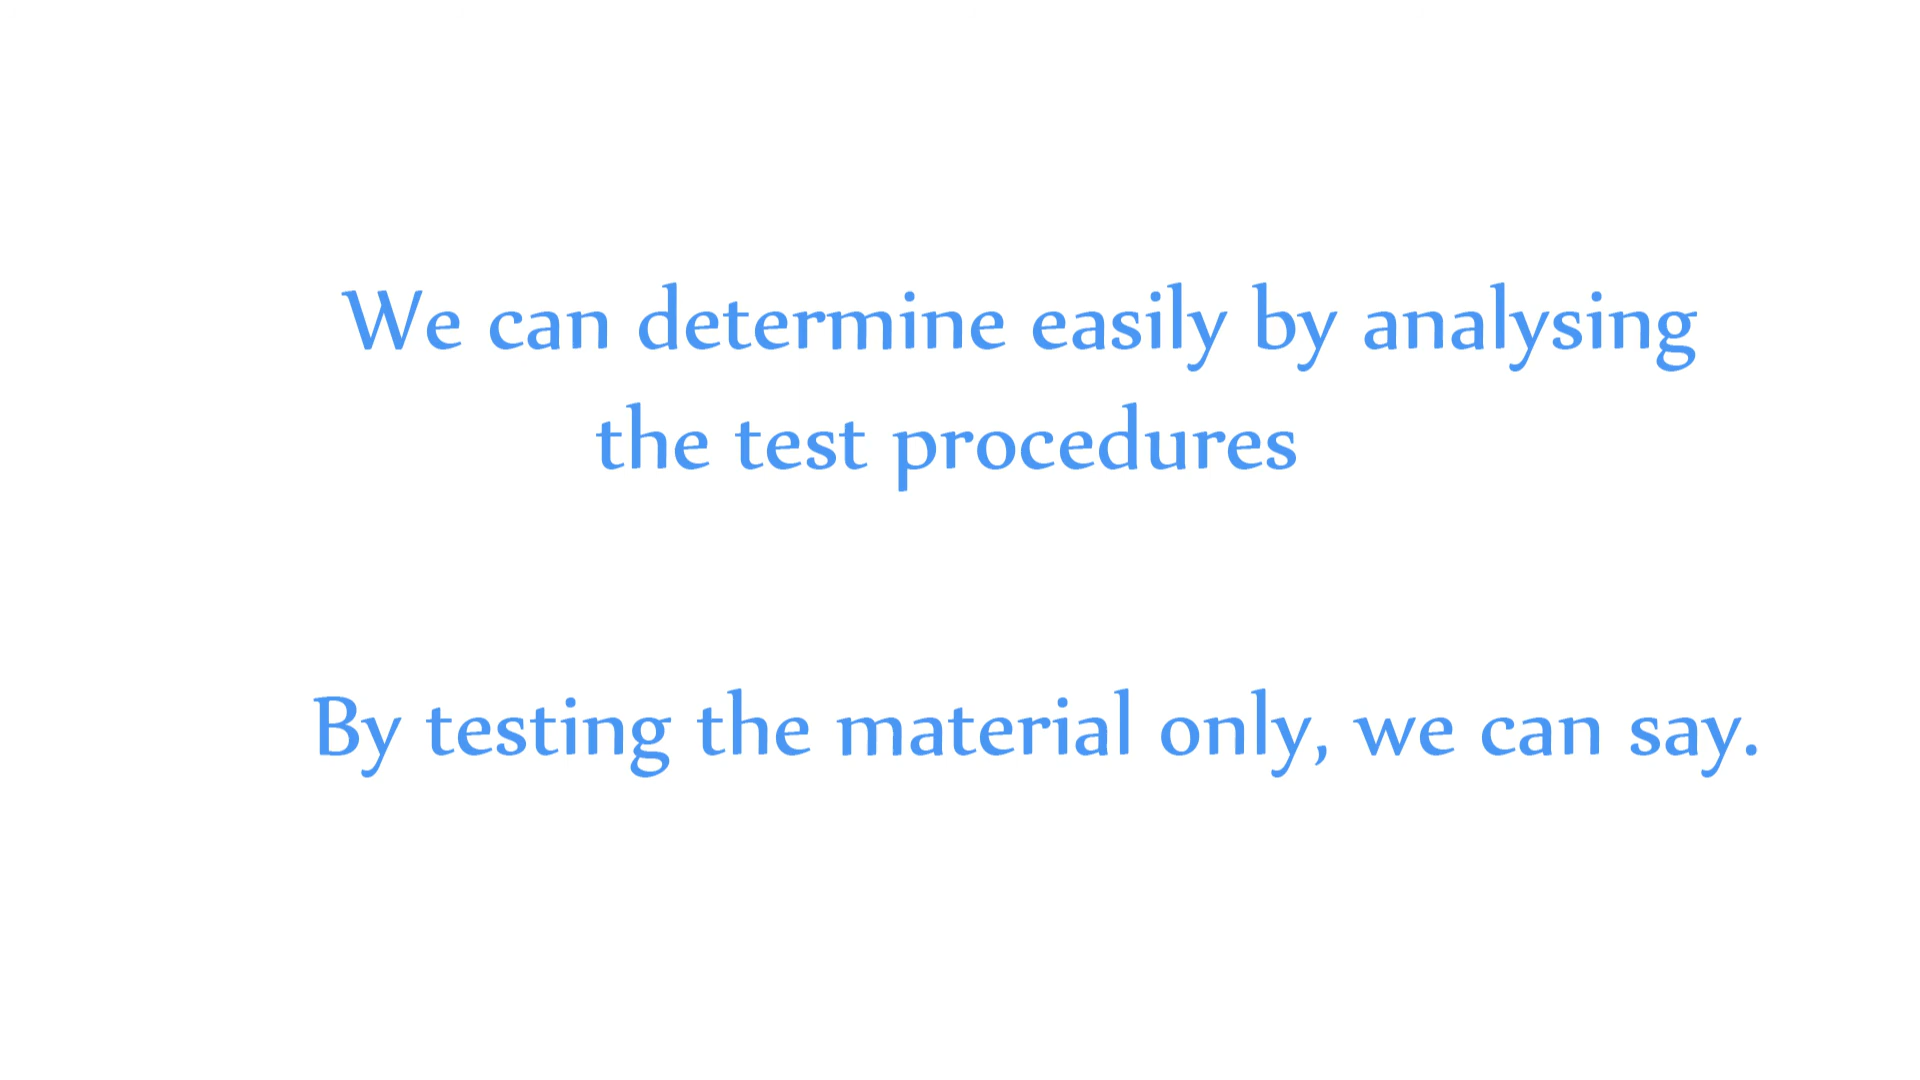 We can determine easily by analysing
the test procedures
By testing the material only, we can say.